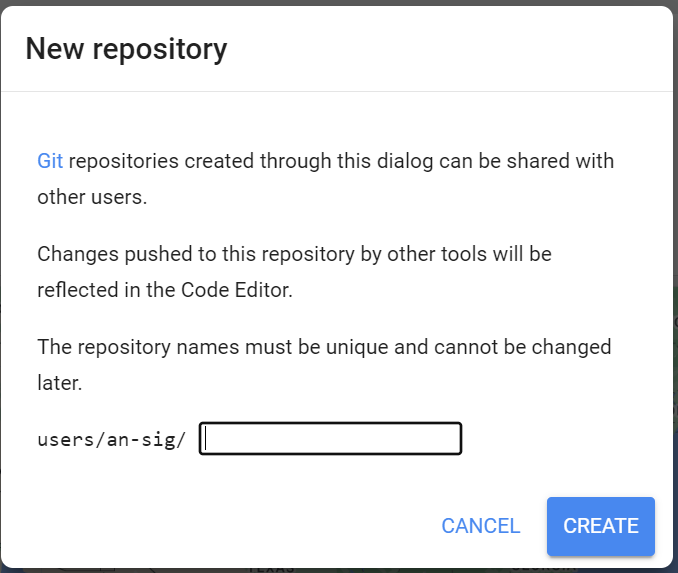 New repository
Git repositories created through this dialog can be shared with
other users.
Changes pushed to this repository by other tools will be
reflected in the Code Editor.
The repository names must be unique and cannot be changed
later.
users/an-sig/
CANCEL
CREATE